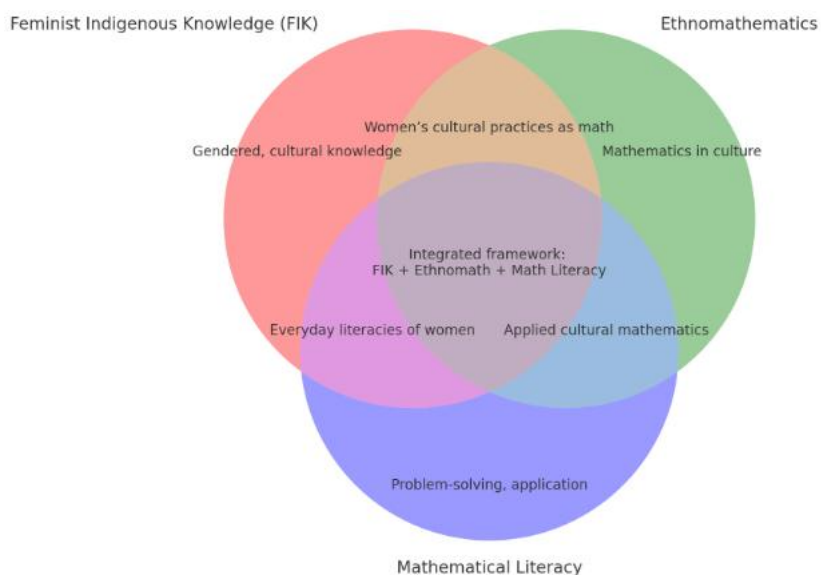 Feminist Indigenous Knowledge (FIK)
Ethnomathematics
Women's cultural practices as math
Gendered, cultural knowledge
Mathematics in culture
Integrated framework:
FIK + Ethnomath + Math Literacy
Everyday literacies of women
Applied cultural mathematics
Problem-solving, application
Mathematical Literacy